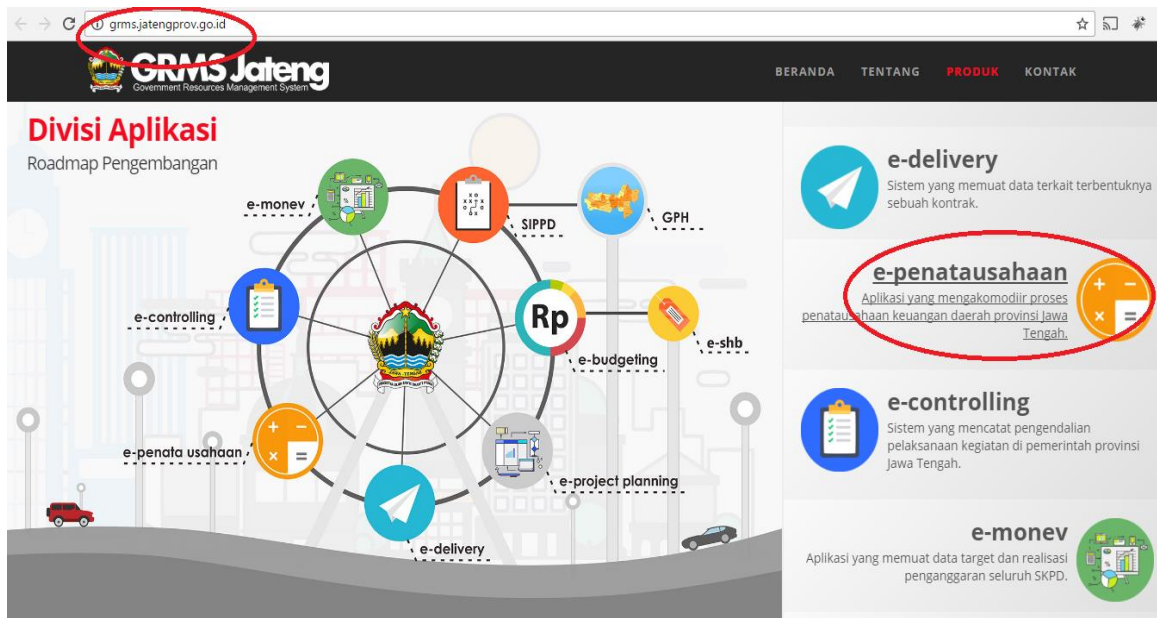 grms.jatengprov.go.id
GRMS Jateng
Government Resources Management System
BERANDA TENTANG PRODUK KONTAK
Divisi Aplikasi
Roadmap Pengembangan
e-monev
SIPPD
GPH
e-controlling
Rp
e-shb
e-budgeting
e-penata usahaan
e-project planning
e-delivery
e-delivery
Sistem yang memuat data terkait terbentuknya
sebuah kontrak.
e-penatausahaan
Aplikasi yang mengakomodiir proses
penatausahaan keuangan daerah provinsi Jawa
Tengah.
e-controlling
Sistem yang mencatat pengendalian
pelaksanaan kegiatan di pemerintah provinsi
Jawa Tengah.
e-monev
Aplikasi yang memuat data target dan realisasi
penganggaran seluruh SKPD.